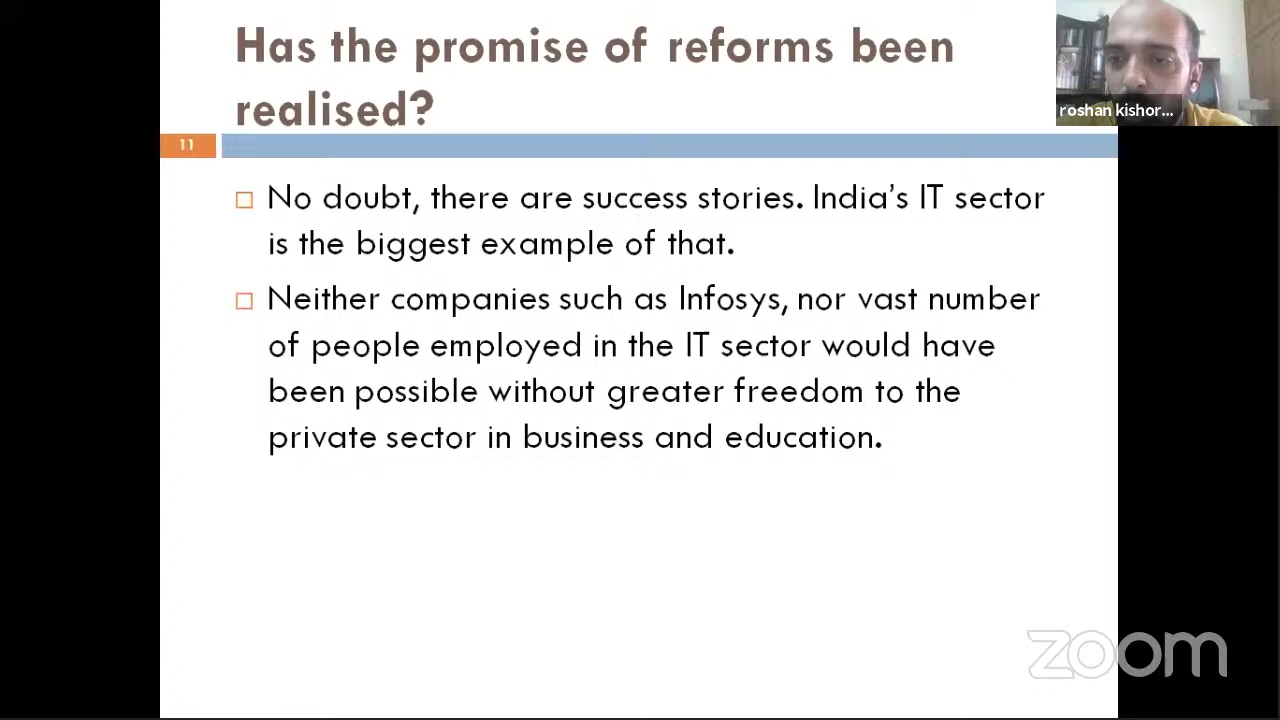 Has the promise of reforms been
realised?
roshan kishor...
11
No doubt, there are success stories. India's IT sector
is the biggest example of that.
Neither companies such as Infosys, nor vast number
of people employed in the IT sector would have
been possible without greater freedom to the
private sector in business and education.
zoom